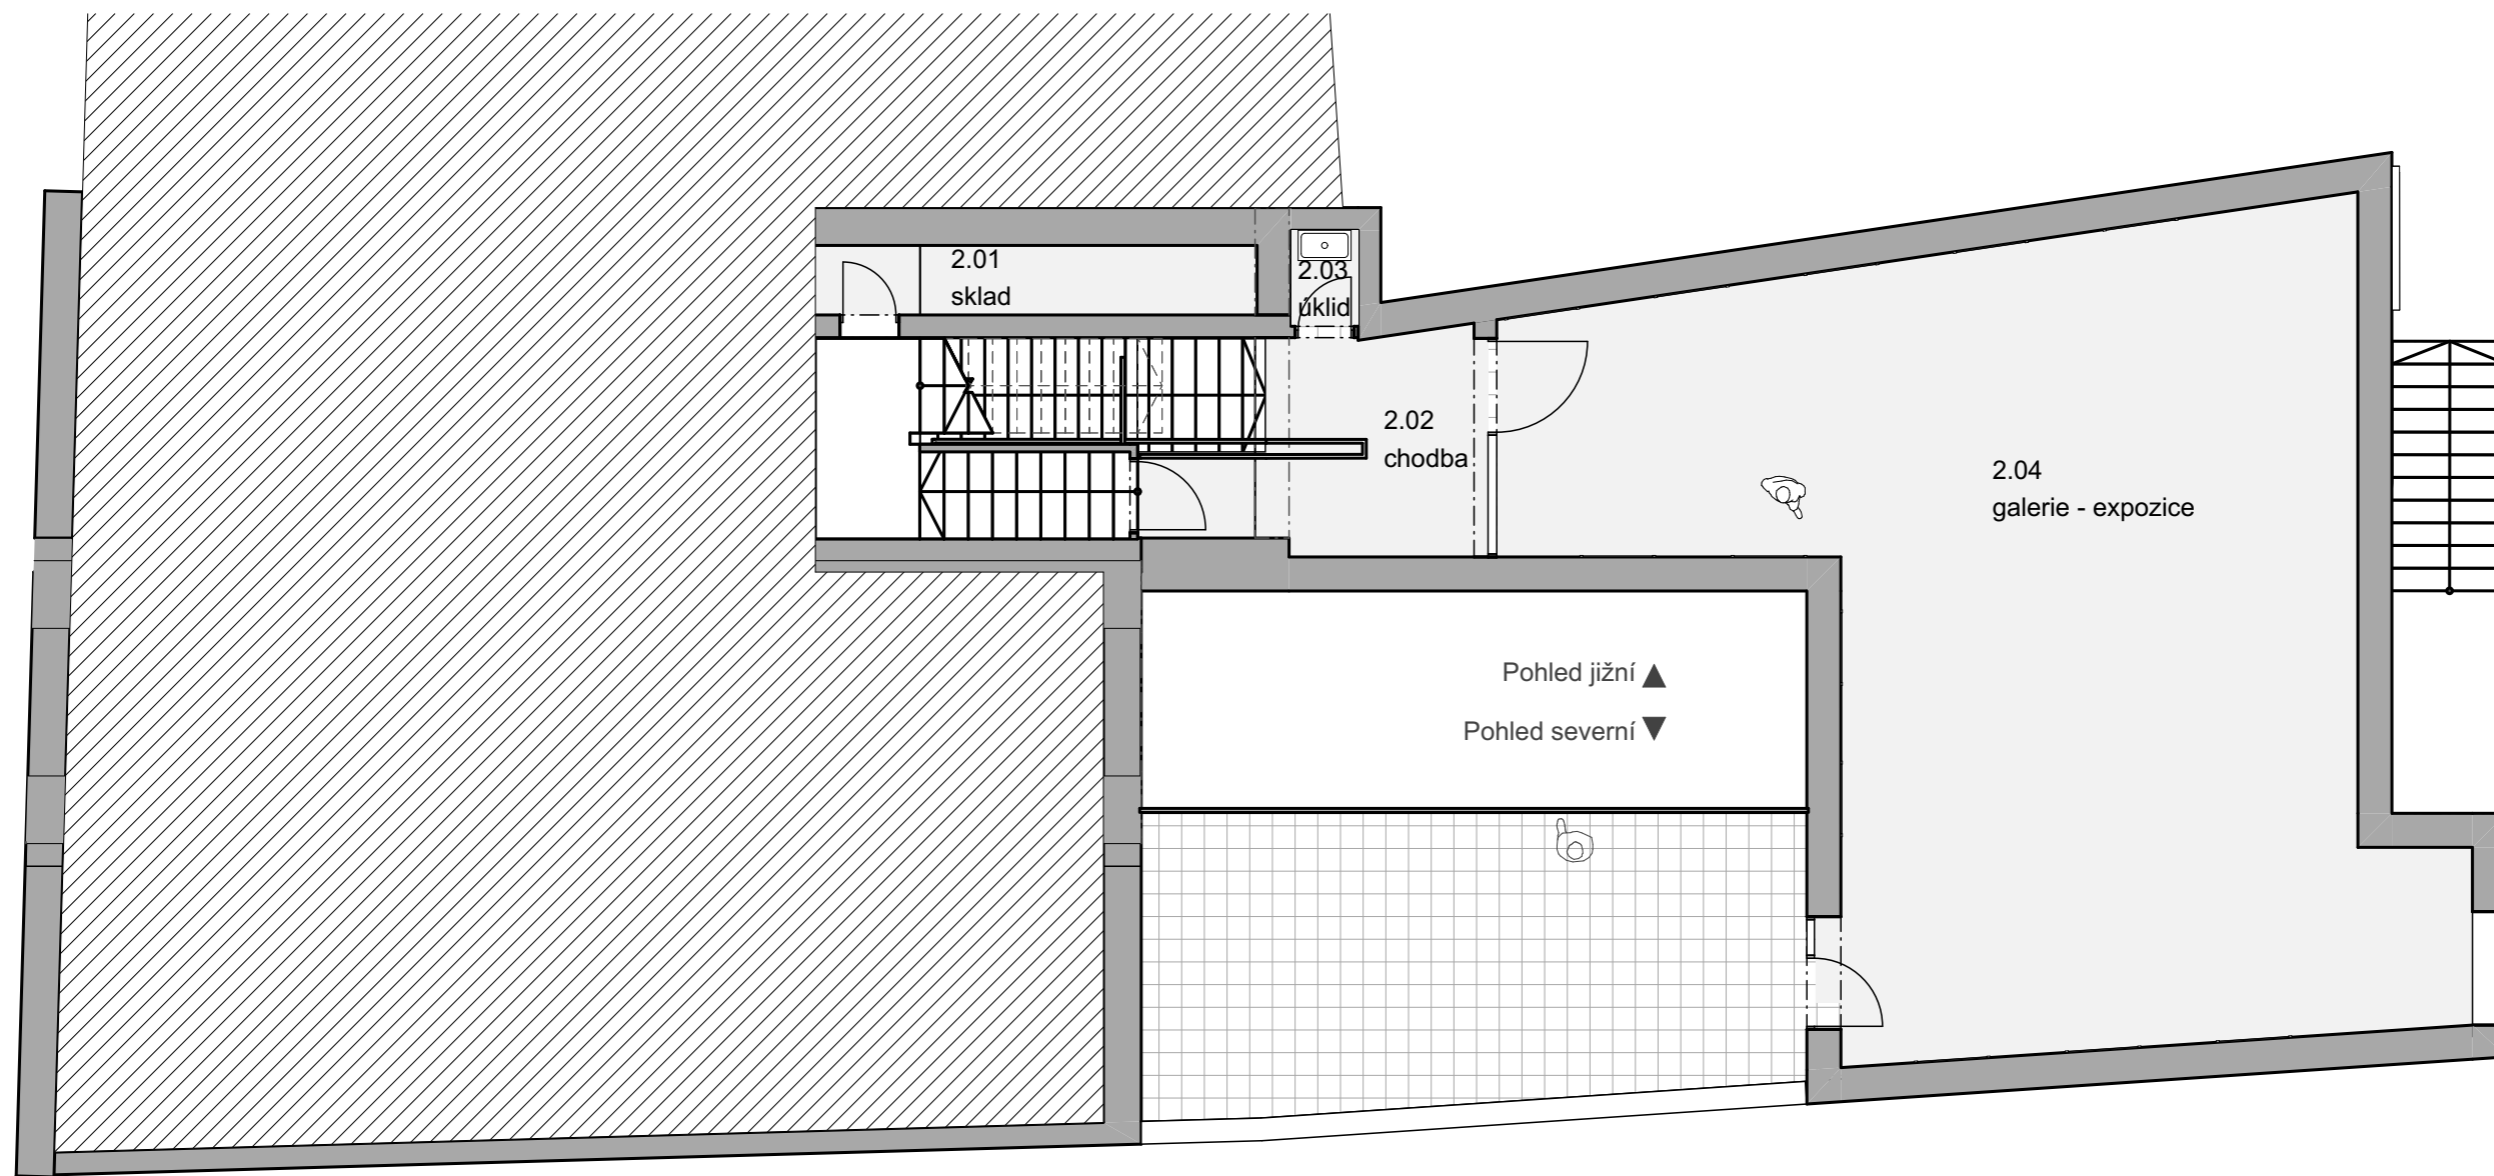 2.01
sklad
2.03
úklid
2.02
chodba
2.04
galerie - expozice
Pohled jižní
Pohled severní